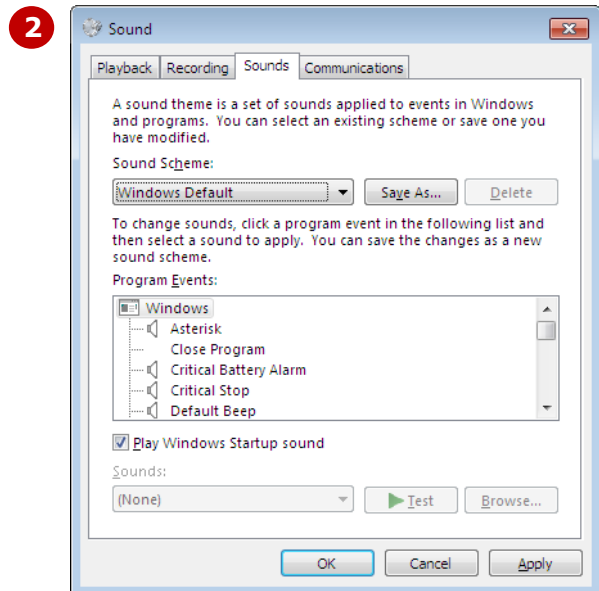 2
Sound
Playback Recording Sounds Communications
A sound theme is a set of sounds applied to events in Windows
and programs. You can select an existing scheme or save one you
have modified.
Sound Scheme:
Windows Default Save As... Delete
To change sounds, click a program event in the following list and
then select a sound to apply. You can save the changes as a new
sound scheme.
Program Events:
Windows
Asterisk
Close Program
Critical Battery Alarm
Critical Stop
Default Beep
Play Windows Startup sound
Sounds:
(None) Test Browse...
OK Cancel Apply